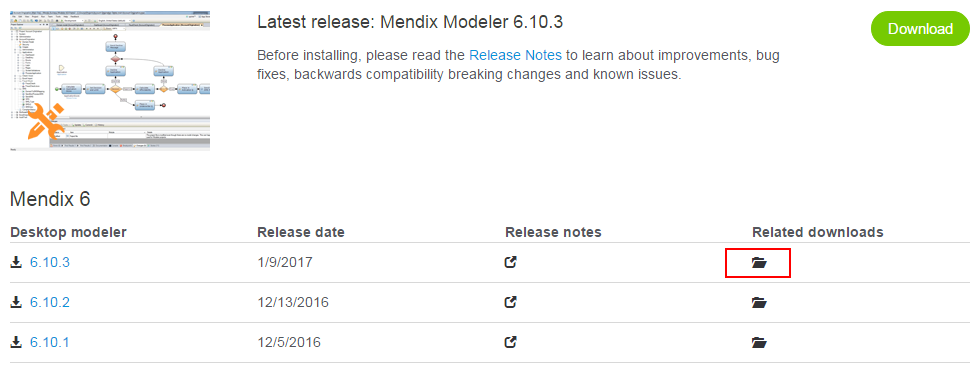 Latest release: Mendix Modeler 6.10.3
Download
Before installing, please read the Release Notes to learn about improvements, bug
fixes, backwards compatibility breaking changes and known issues.
Mendix 6
Desktop modeler Release date Release notes Related downloads
6.10.3 1/9/2017
6.10.2 12/13/2016
6.10.1 12/5/2016